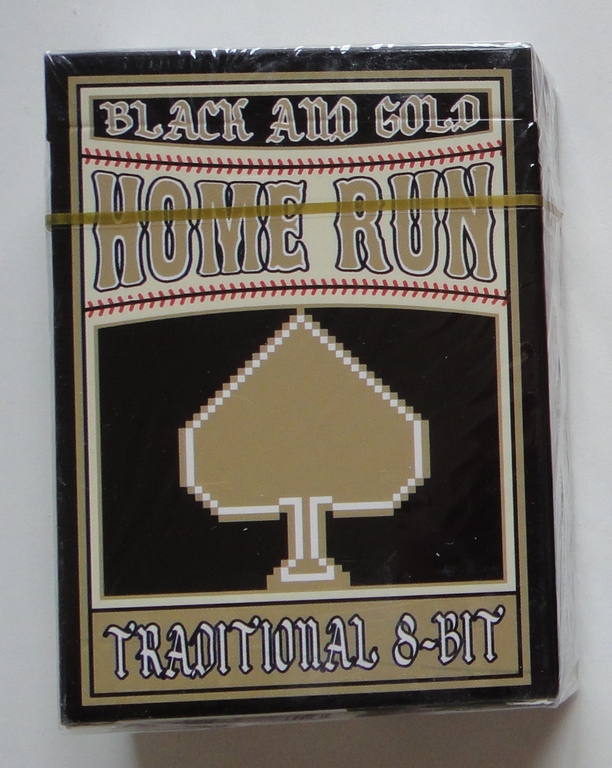 BLACK AND GOLD
HOME RUN
TRADITIONAL 8-BIT